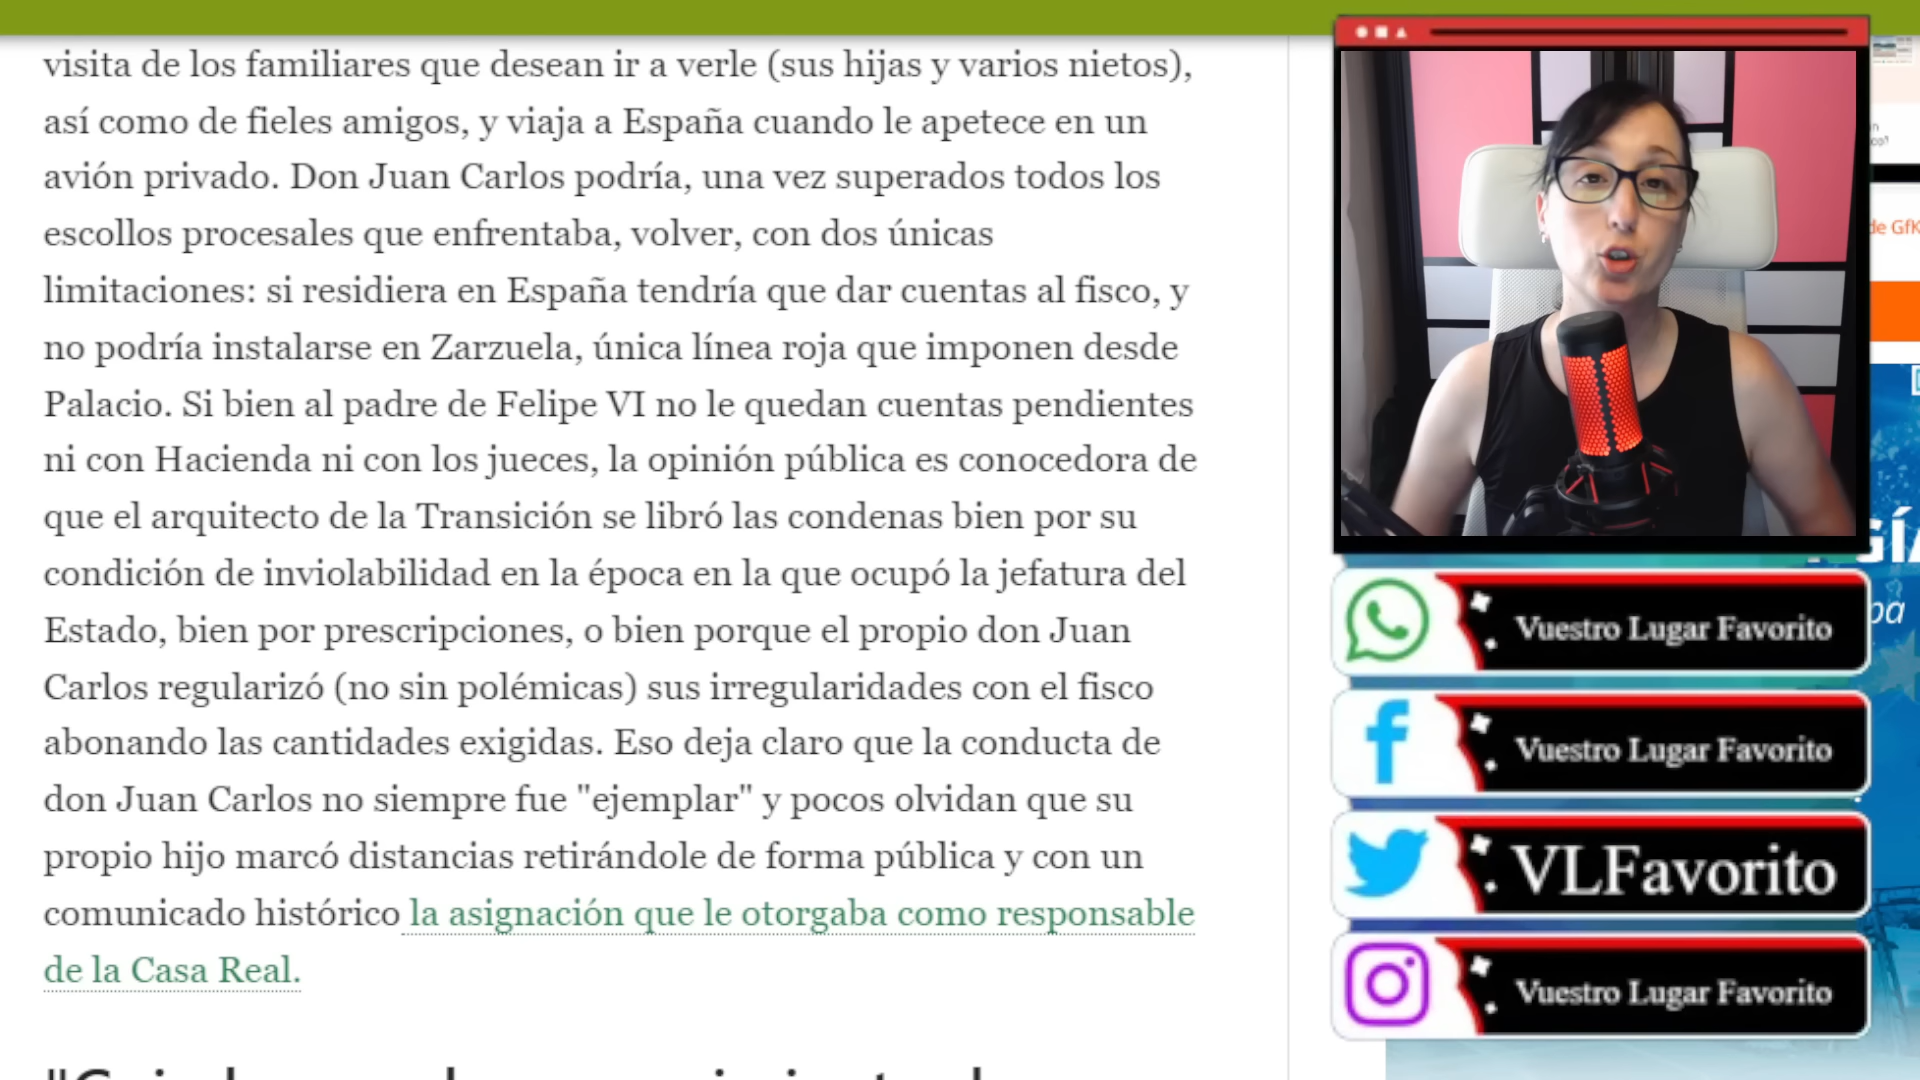 visita de los familiares que desean ir a verle (sus hijas y varios nietos),
así como de fieles amigos, y viaja a España cuando le apetece en un
avión privado. Don Juan Carlos podría, una vez superados todos los
escollos procesales que enfrentaba, volver, con dos únicas
limitaciones: si residiera en España tendría que dar cuentas al fisco, y
no podría instalarse en Zarzuela, única línea roja que imponen desde
Palacio. Si bien al padre de Felipe VI no le quedan cuentas pendientes
ni con Hacienda ni con los jueces, la opinión pública es conocedora de
que el arquitecto de la Transición se libró las condenas bien por su
condición de inviolabilidad en la época en la que ocupó la jefatura del
Estado, bien por prescripciones, o bien porque el propio don Juan
Carlos regularizó (no sin polémicas) sus irregularidades con el fisco
abonando las cantidades exigidas. Eso deja claro que la conducta de
don Juan Carlos no siempre fue "ejemplar" y pocos olvidan que su
propio hijo marcó distancias retirándole de forma pública y con un
comunicado histórico la asignación que le otorgaba como responsable
de la Casa Real.
de GfK
Vuestro Lugar Favorito
Vuestro Lugar Favorito
VLFavorito
Vuestro Lugar Favorito